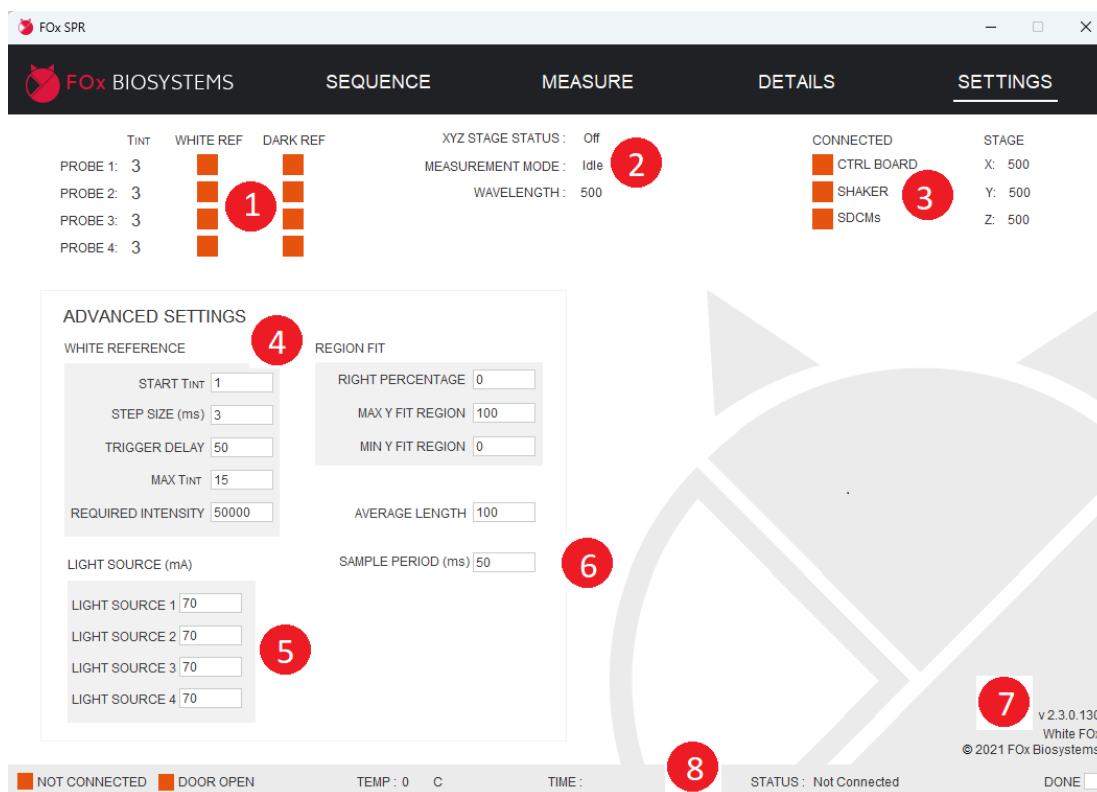 FOx SPR
FOx BIOSYSTEMS SEQUENCE MEASURE DETAILS SETTINGS
TINT WHITE REF DARK REF XYZ STAGE STATUS : Off CONNECTED STAGE
PROBE 1: 3 MEASUREMENT MODE : Idle 2 CTRL BOARD X: 500
PROBE 2: 3 1 WAVELENGTH : 500 SHAKER 3 Y: 500
PROBE 3: 3 SDCMs Z: 500
PROBE 4: 3
ADVANCED SETTINGS
4
WHITE REFERENCE REGION FIT
START TINT 1 RIGHT PERCENTAGE 0
STEP SIZE (ms) 3 MAX Y FIT REGION 100
TRIGGER DELAY 50 MIN Y FIT REGION 0
MAX TINT 15
REQUIRED INTENSITY 50000 AVERAGE LENGTH 100
LIGHT SOURCE (mA) SAMPLE PERIOD (ms) 50 6
LIGHT SOURCE 1 70
LIGHT SOURCE 2 70
5
LIGHT SOURCE 3 70
LIGHT SOURCE 4 70
7
v 2.3.0.130
White FOx
© 2021 FOx Biosystems
NOT CONNECTED DOOR OPEN TEMP : 0 C TIME : 8 STATUS : Not Connected DONE